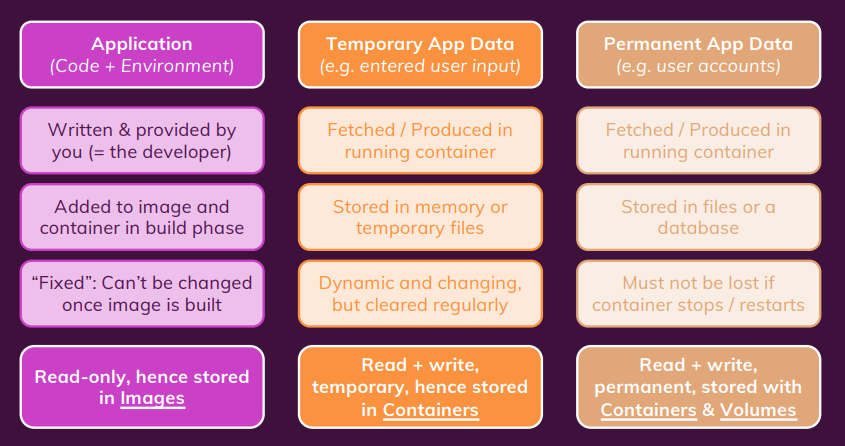 Application
(Code + Environment)
Written & provided by
you (= the developer)
Added to image and
container in build phase
“Fixed”: Can’t be changed
once image is built
Read-only, hence stored
in Images
Temporary App Data
(e.g. entered user input)
Fetched / Produced in
running container
Stored in memory or
temporary files
Dynamic and changing,
but cleared regularly
Read + write,
temporary, hence stored
in Containers
Permanent App Data
(e.g. user accounts)
Fetched / Produced in
running container
Stored in files or a
database
Must not be lost if
container stops / restarts
Read + write,
permanent, stored with
Containers & Volumes